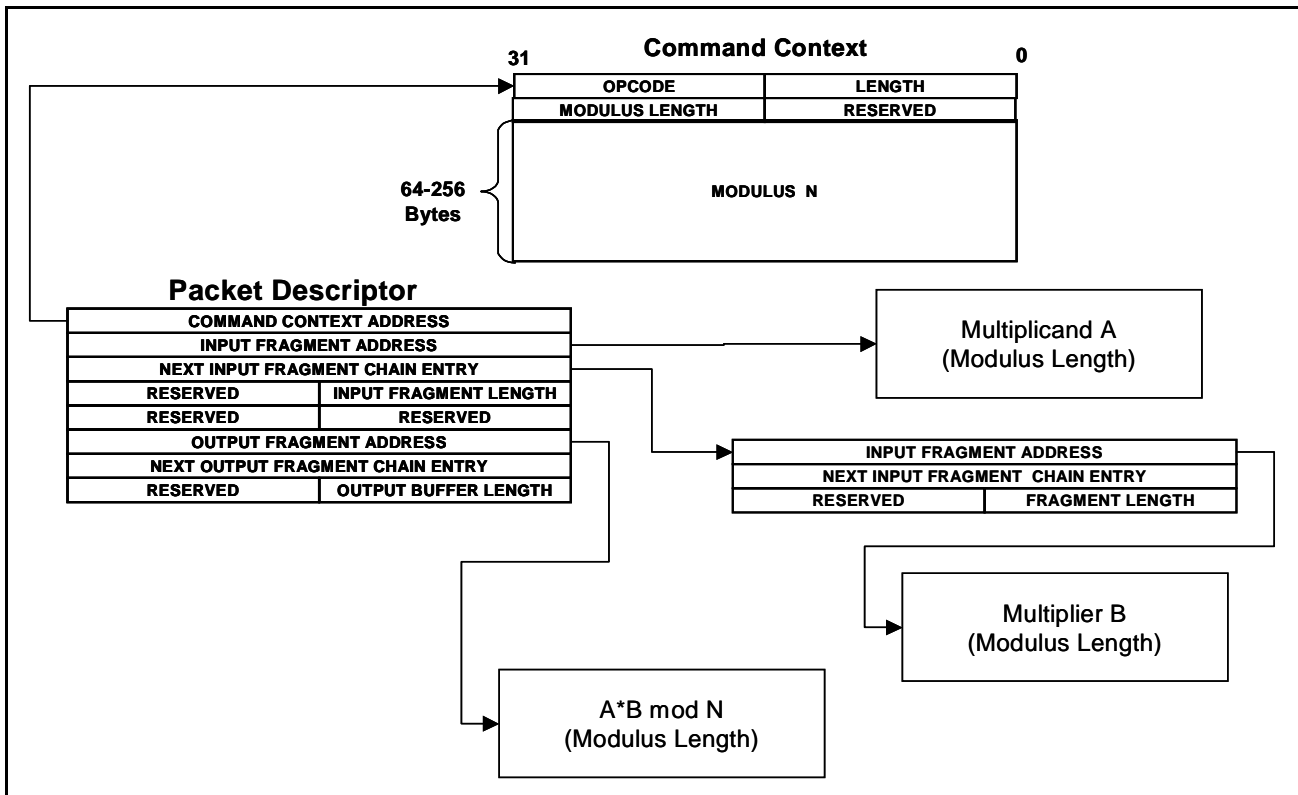 Command Context
31 0
OPCODE LENGTH
MODULUS LENGTH RESERVED
64-256
Bytes
MODULUS N
Packet Descriptor
COMMAND CONTEXT ADDRESS
INPUT FRAGMENT ADDRESS
NEXT INPUT FRAGMENT CHAIN ENTRY
RESERVED INPUT FRAGMENT LENGTH
RESERVED RESERVED
OUTPUT FRAGMENT ADDRESS
NEXT OUTPUT FRAGMENT CHAIN ENTRY
RESERVED OUTPUT BUFFER LENGTH
Multiplicand A
(Modulus Length)
INPUT FRAGMENT ADDRESS
NEXT INPUT FRAGMENT CHAIN ENTRY
RESERVED FRAGMENT LENGTH
Multiplier B
(Modulus Length)
A*B mod N
(Modulus Length)